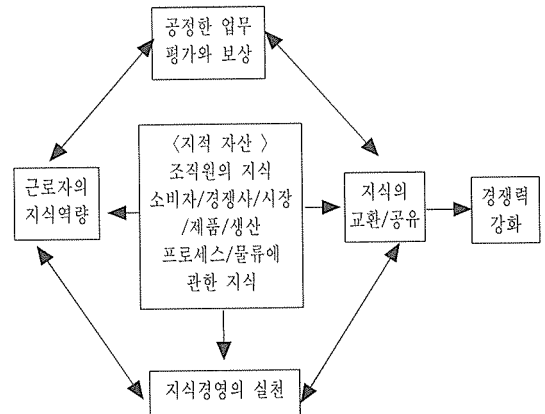 공정한 업무
평가와 보상
〈지적 자산 〉
조직원의 지식
소비자/경쟁사/시장
/제품/생산
프로세스/물류에
관한 지식
근로자의
지식역량
지식의
교환/공유
경쟁력
강화
지식경영의 실천